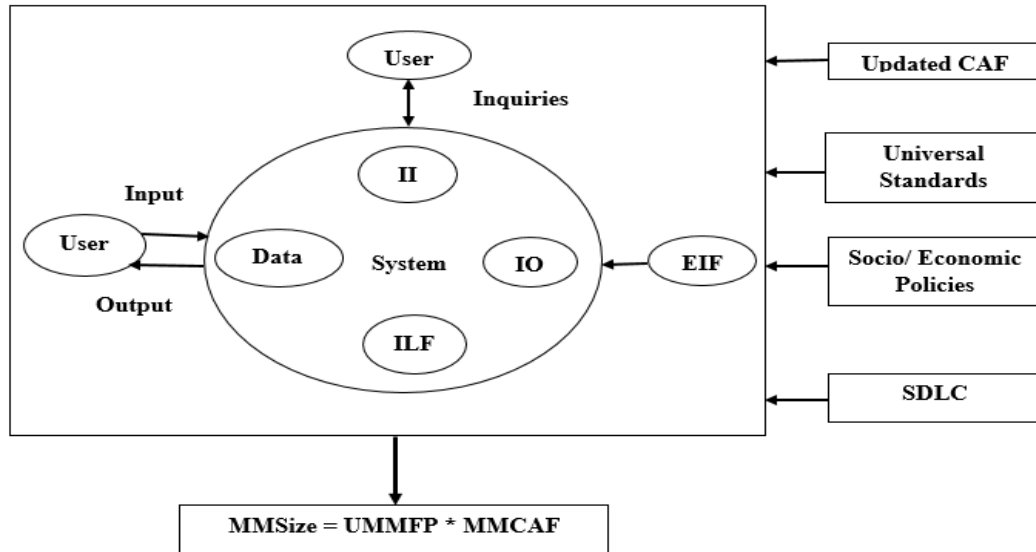 User
Updated CAF
Inquiries
Universal
Standards
II
Input
User
Data
System
IO
EIF
Socio/ Economic
Policies
Output
ILF
SDLC
MMSize = UMMFP * MMCAF